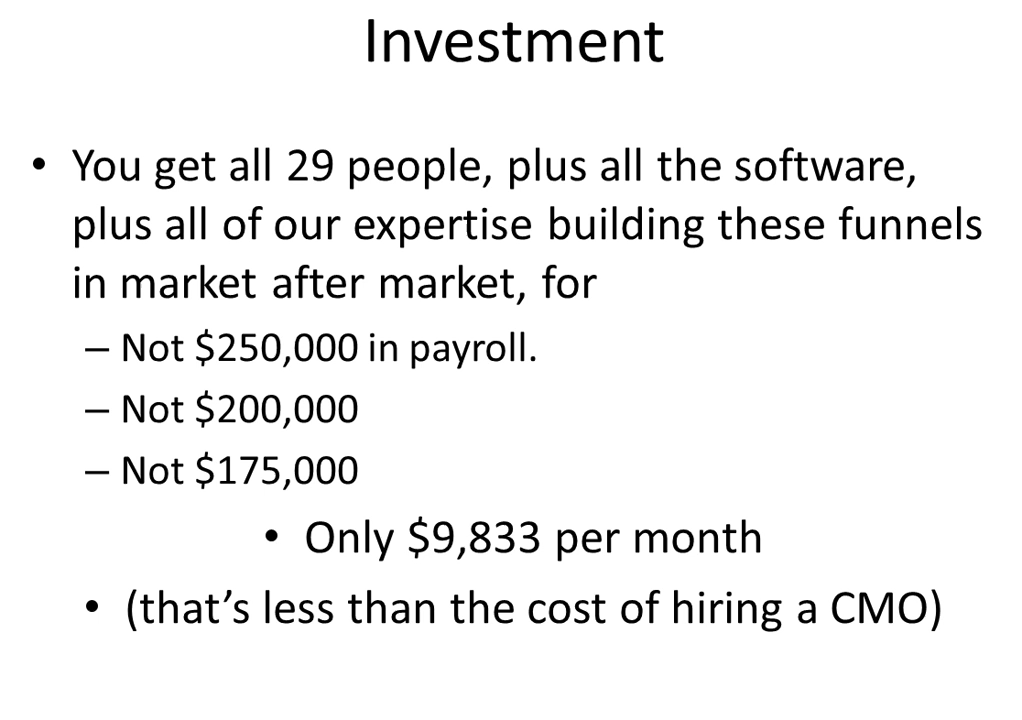 Investment
• You get all 29 people, plus all the software,
plus all of our expertise building these funnels
in market after market, for
– Not $250,000 in payroll.
– Not $200,000
– Not $175,000
• Only $9,833 per month
• (that’s less than the cost of hiring a CMO)